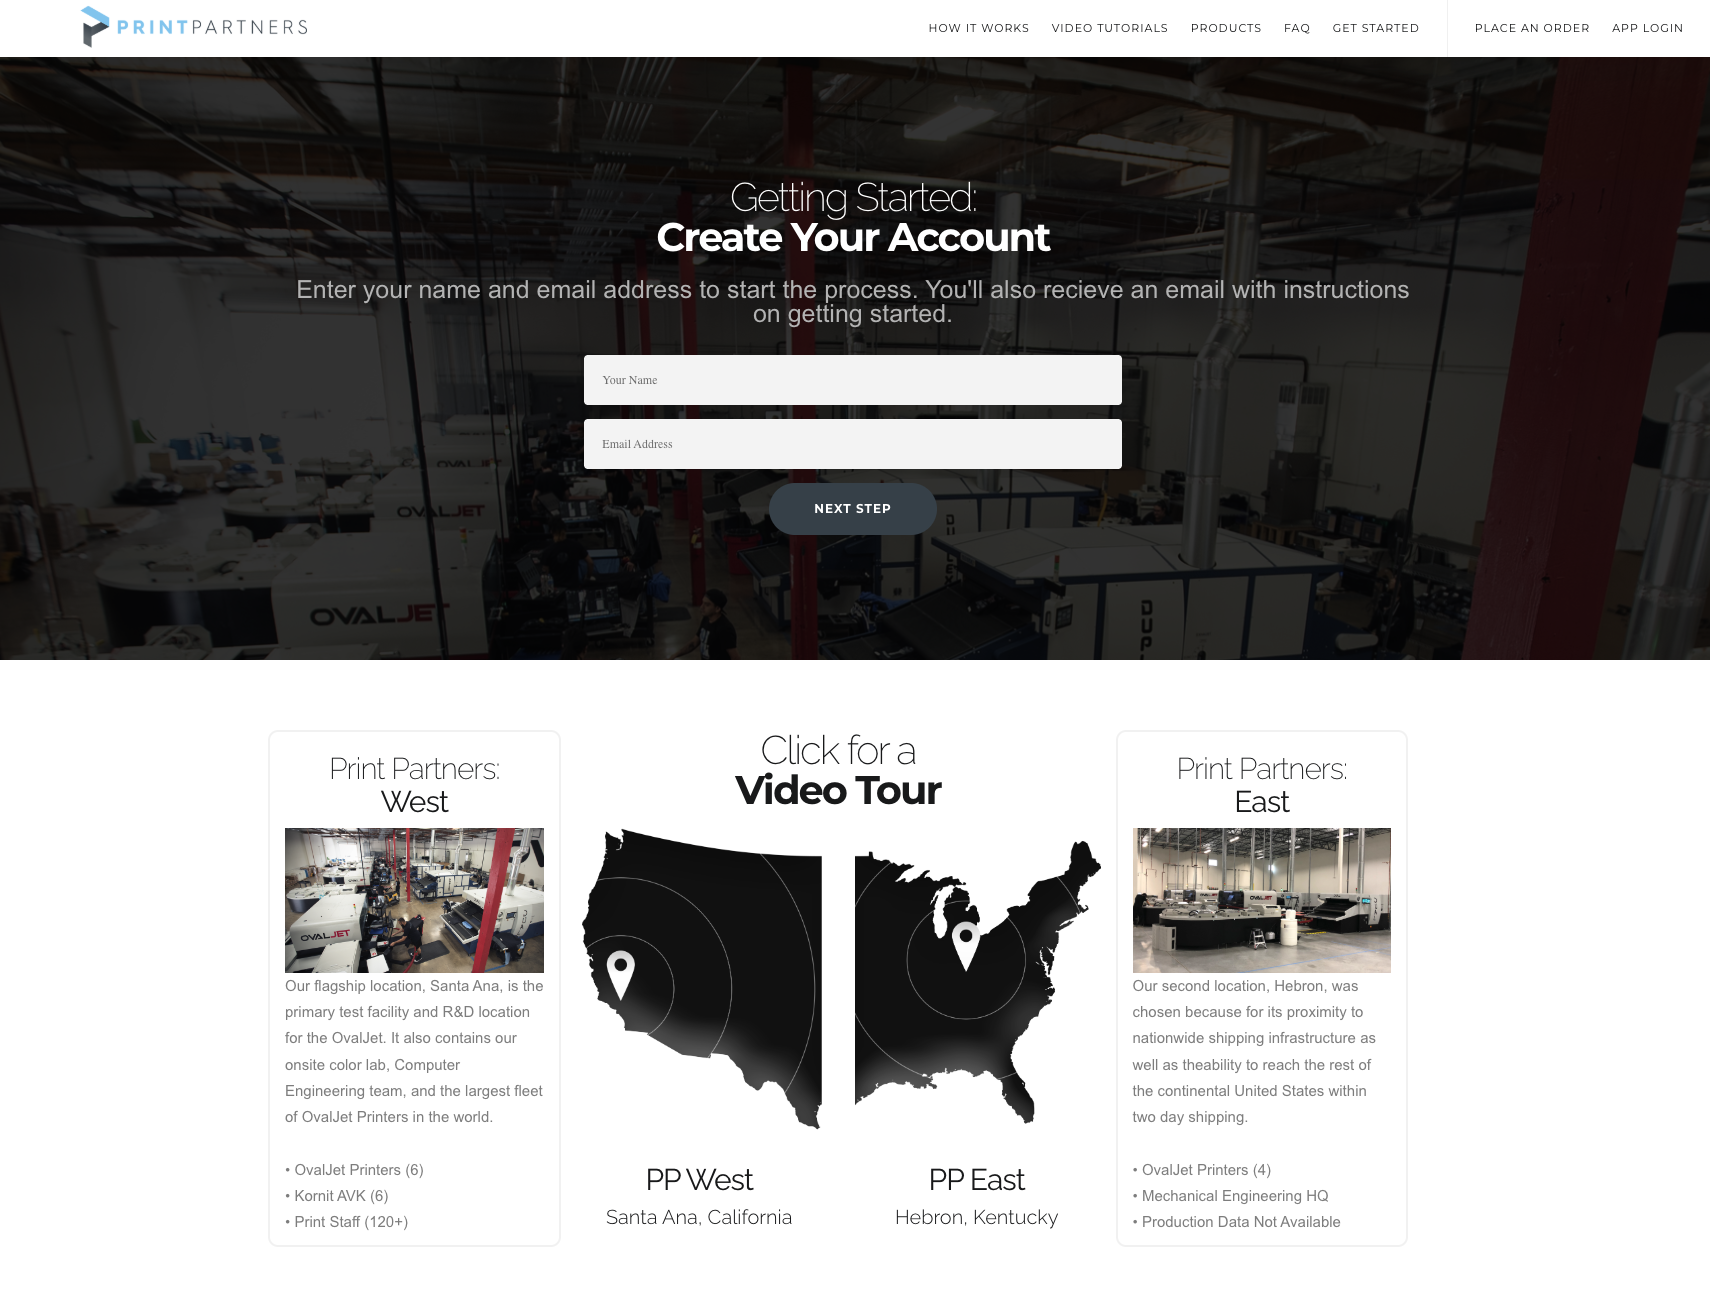 PRINTPARTNERS
HOW IT WORKS
VIDEO TUTORIALS
PRODUCTS
FAQ
GET STARTED
PLACE AN ORDER
APP LOGIN
Getting Started:
Create Your Account
Enter your name and email address to start the process. You'll also recieve an email with instructions
on getting started.
Your Name
Email Address
NEXT STEP
OVALJET
OVALJET
OVALJET
DUPL
Print Partners:
West
OVALJET
Our flagship location, Santa Ana, is the
primary test facility and R&D location
for the OvalJet. It also contains our
onsite color lab, Computer
Engineering team, and the largest fleet
of OvalJet Printers in the world.
• OvalJet Printers (6)
• Kornit AVK (6)
• Print Staff (120+)
Click for a
Video Tour
PP West
Santa Ana, California
PP East
Hebron, Kentucky
Print Partners:
East
OVALJET
Our second location, Hebron, was
chosen because for its proximity to
nationwide shipping infrastructure as
well as theability to reach the rest of
the continental United States within
two day shipping.
• OvalJet Printers (4)
• Mechanical Engineering HQ
• Production Data Not Available